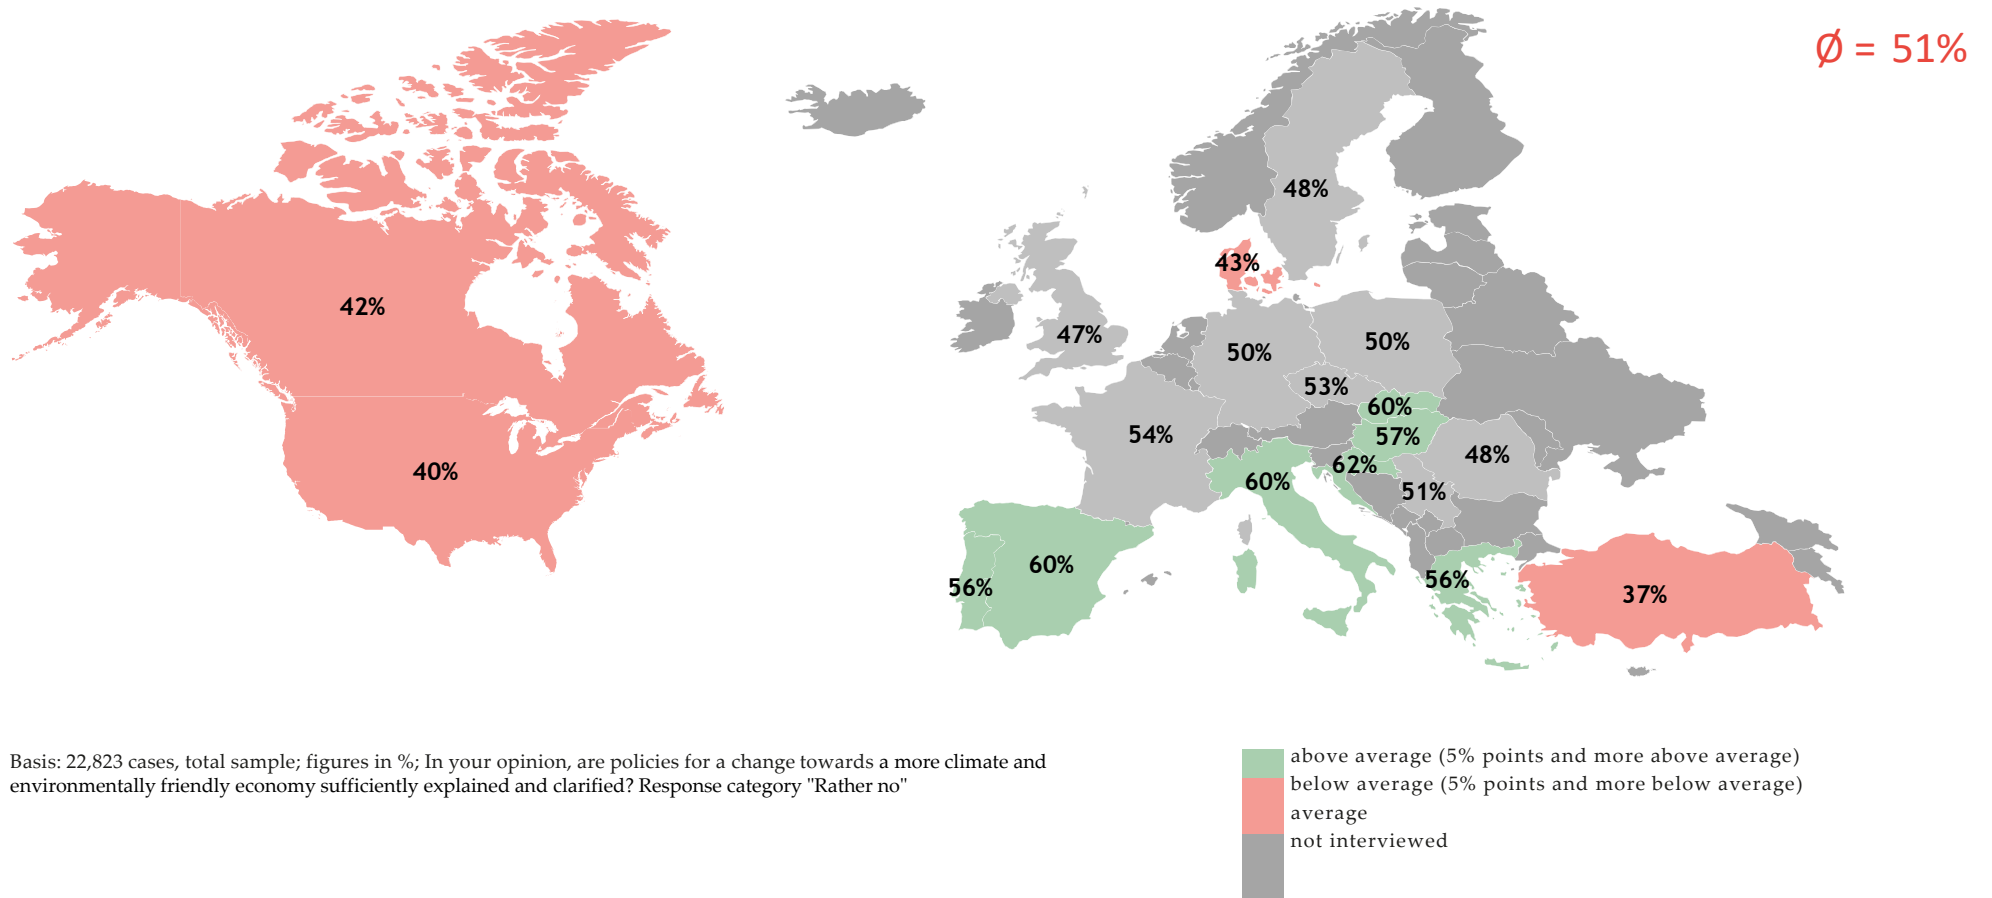 Ø = 51%
48%
43%
42%
47%
50%
50%
53%
60%
54%
57%
48%
62%
40%
60%
51%
60%
56%
56%
37%
Basis: 22,823 cases, total sample; figures in %; In your opinion, are policies for a change towards a more climate and
environmentally friendly economy sufficiently explained and clarified? Response category "Rather no"
above average (5% points and more above average)
below average (5% points and more below average)
average
not interviewed